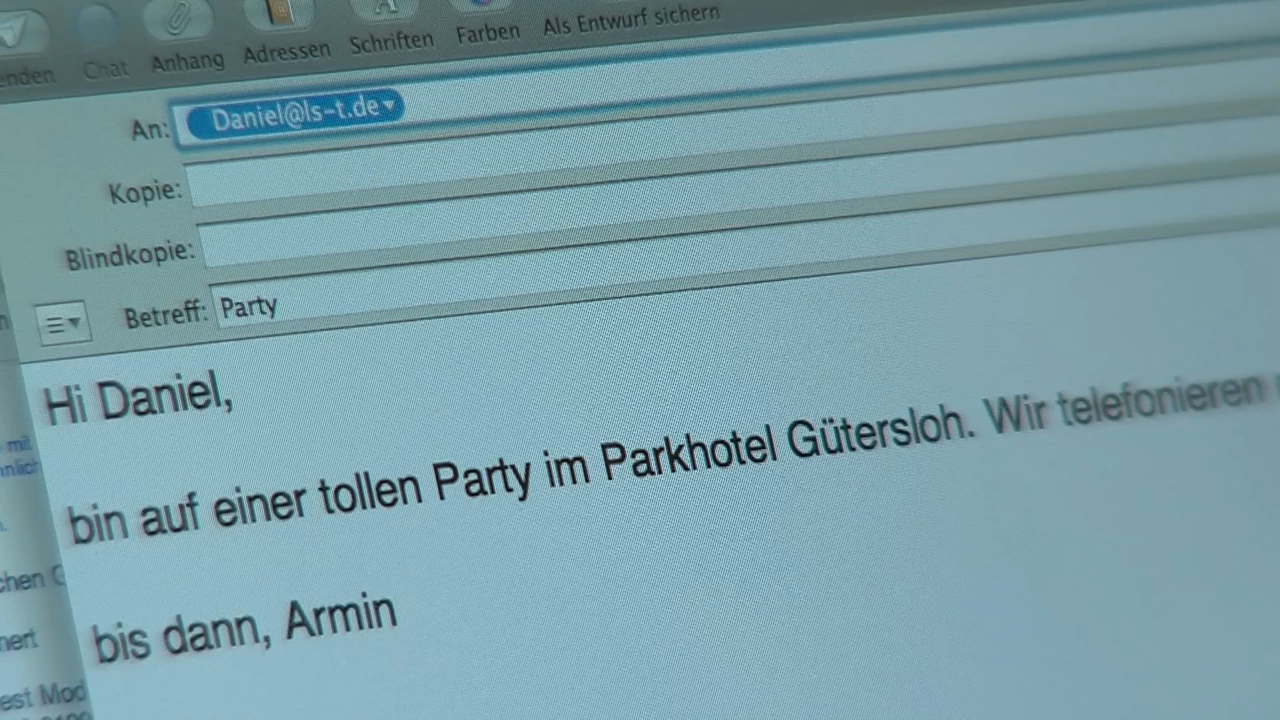 Chat Anhang Adressen Schriften Farben Als Entwurf sichern
An: Daniel@ls-t.de
Kopie:
Blindkopie:
Betreff: Party
Hi Daniel,
bin auf einer tollen Party im Parkhotel Gütersloh. Wir telefonieren
bis dann, Armin